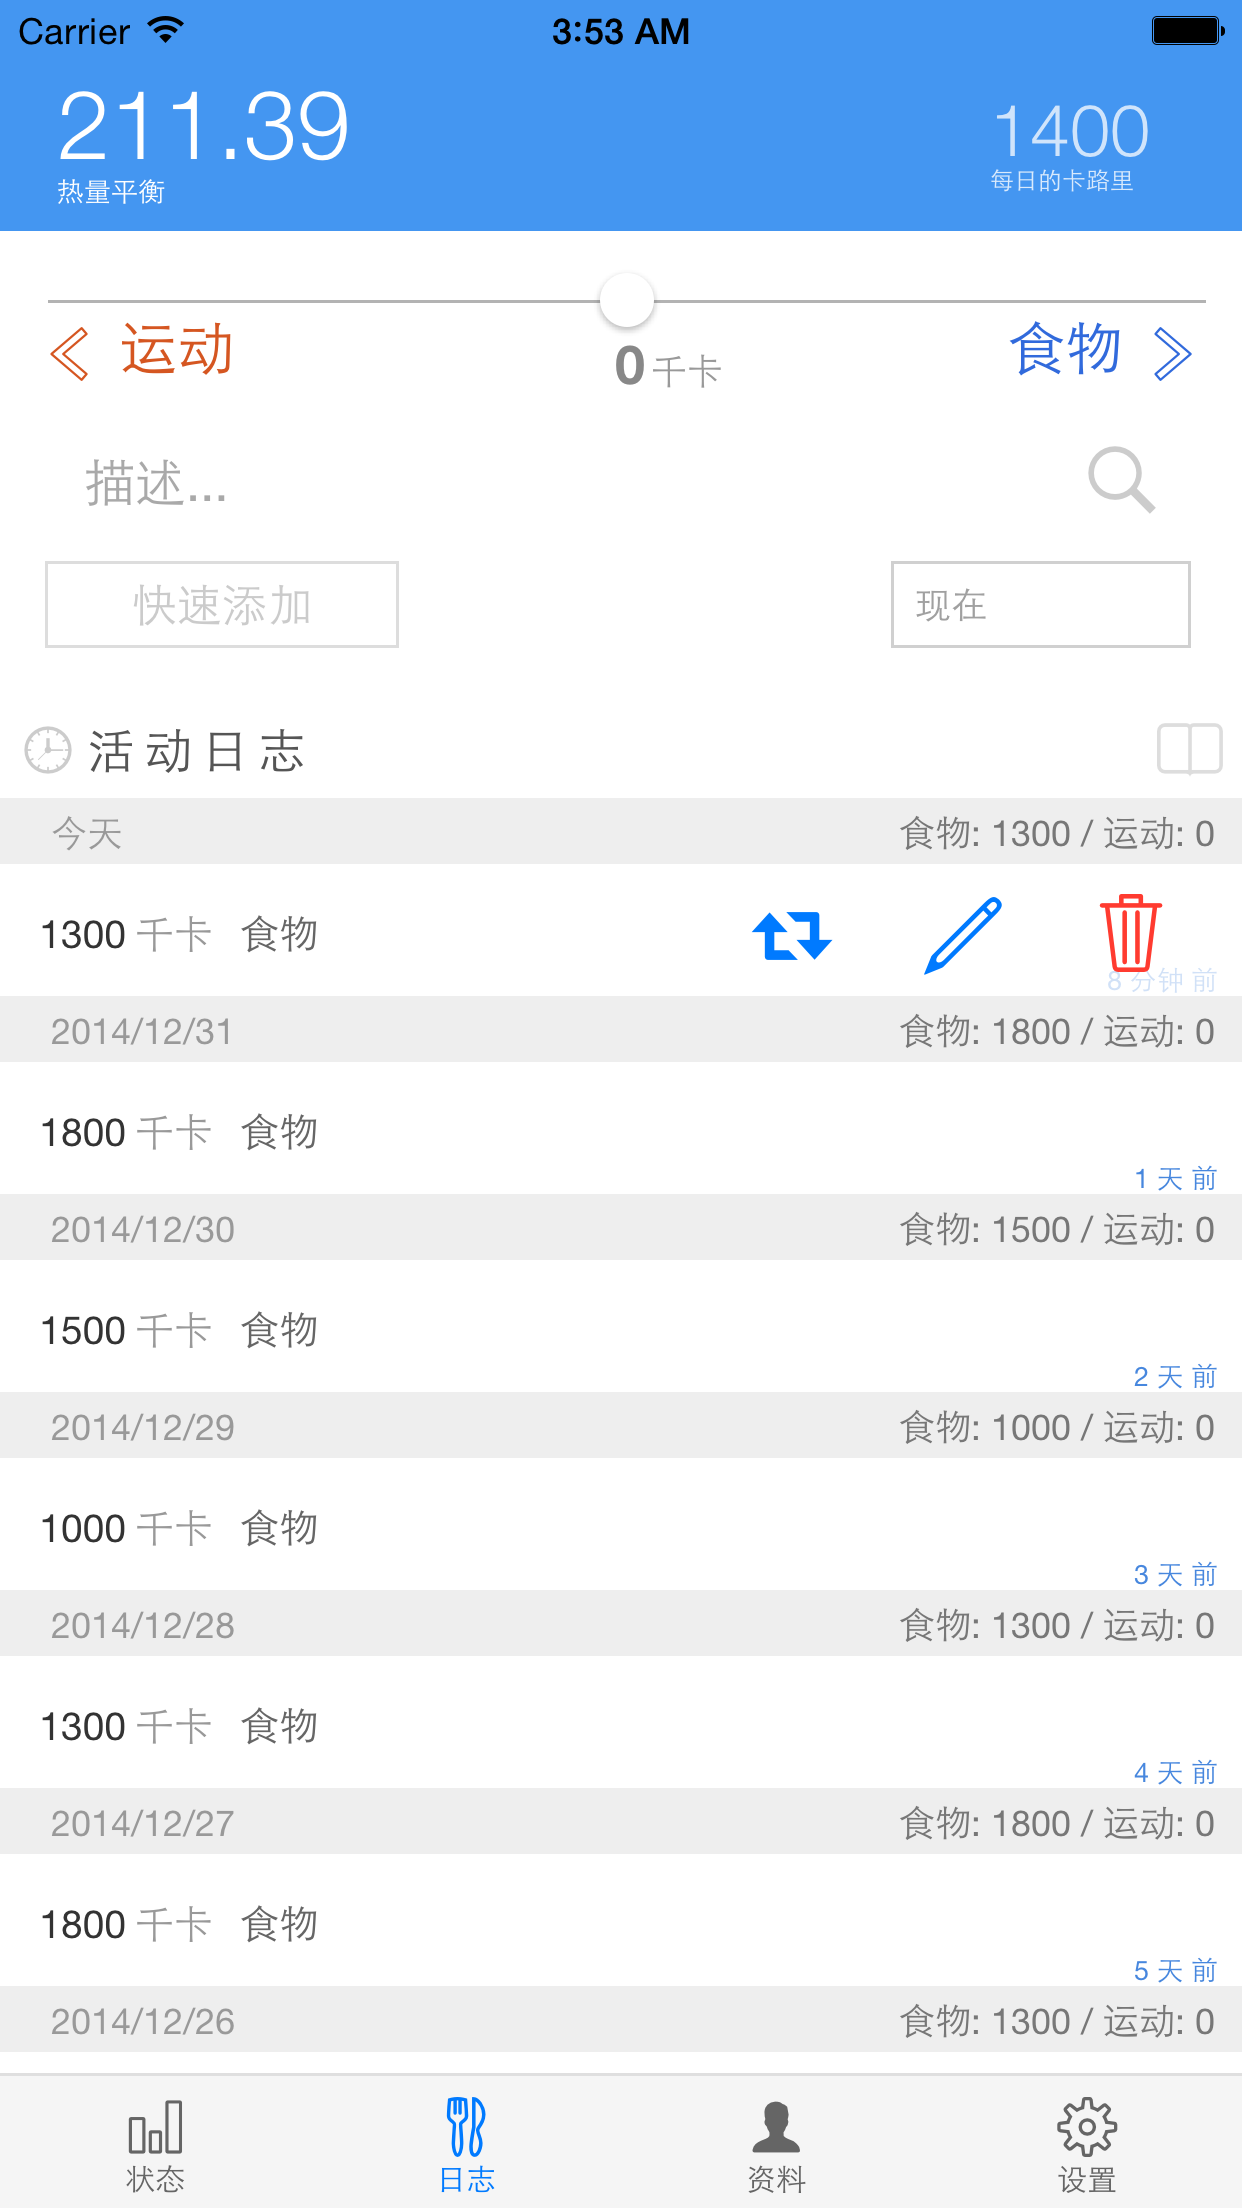 Carrier 3:53 AM
211.39 1400
热量平衡 每日的卡路里
运动 0 千卡 食物
描述...
快速添加 现在
活动日志
今天 食物: 1300 / 运动: 0
1300 千卡 食物
8 分钟 前
2014/12/31 食物: 1800 / 运动: 0
1800 千卡 食物
1 天 前
2014/12/30 食物: 1500 / 运动: 0
1500 千卡 食物
2 天 前
2014/12/29 食物: 1000 / 运动: 0
1000 千卡 食物
3 天 前
2014/12/28 食物: 1300 / 运动: 0
1300 千卡 食物
4 天 前
2014/12/27 食物: 1800 / 运动: 0
1800 千卡 食物
5 天 前
2014/12/26 食物: 1300 / 运动: 0
状态 日志 资料 设置